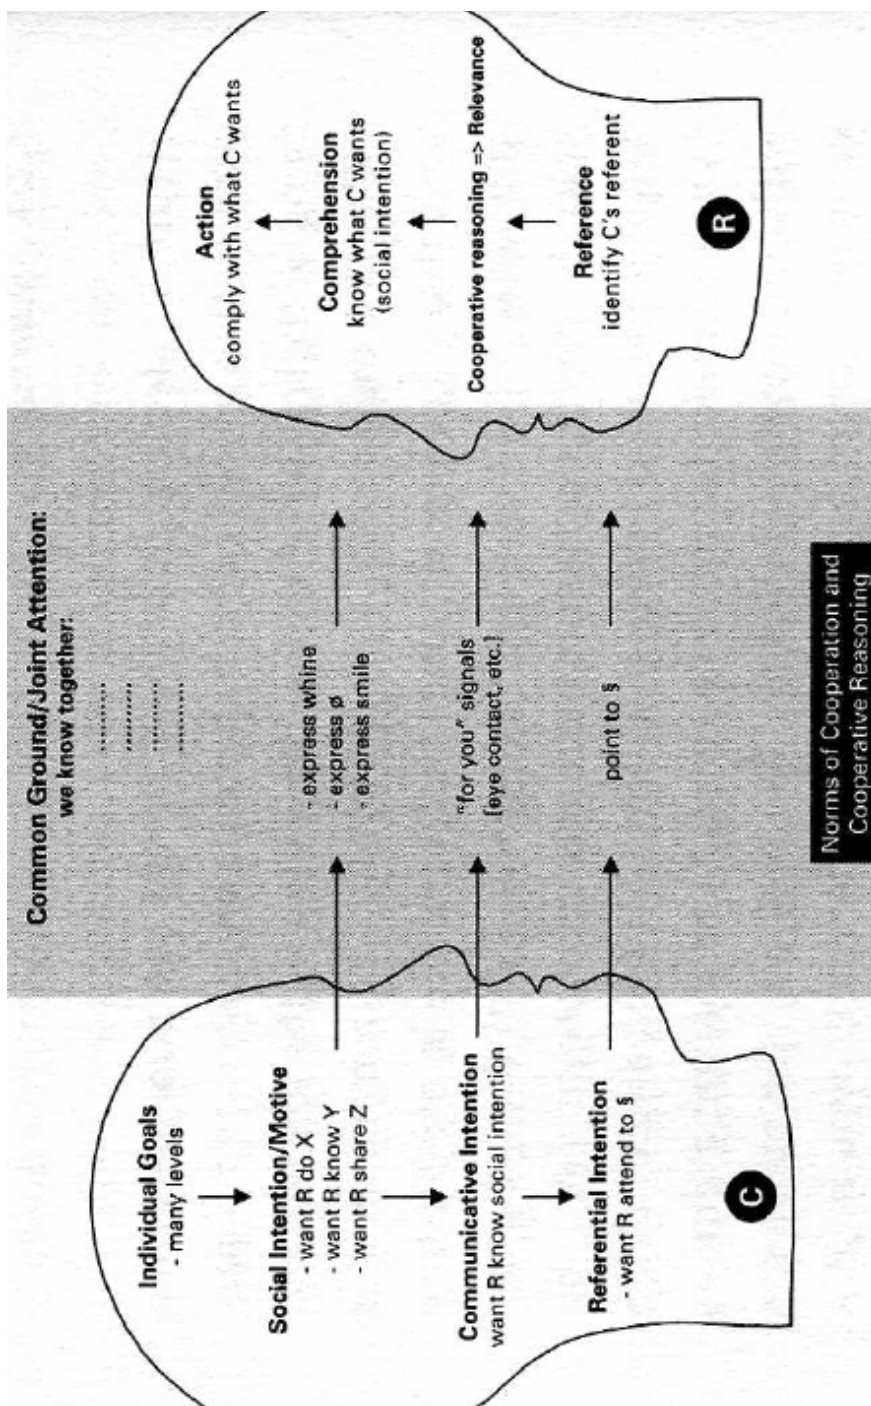 Common Ground/Joint Attention:
we know together:
..........
..........
..........
..........
Individual Goals
- many levels
Social Intention/Motive
- want R do X
- want R know Y
- want R share Z
Communicative Intention
want R know social intention
Referential Intention
- want R attend to §
C
- express whine
- express ø
- express smile
"for you" signals
[eye contact, etc.]
point to §
Action
comply with what C wants
Comprehension
know what C wants
(social intention)
Cooperative reasoning => Relevance
Reference
identify C's referent
R
Norms of Cooperation and
Cooperative Reasoning